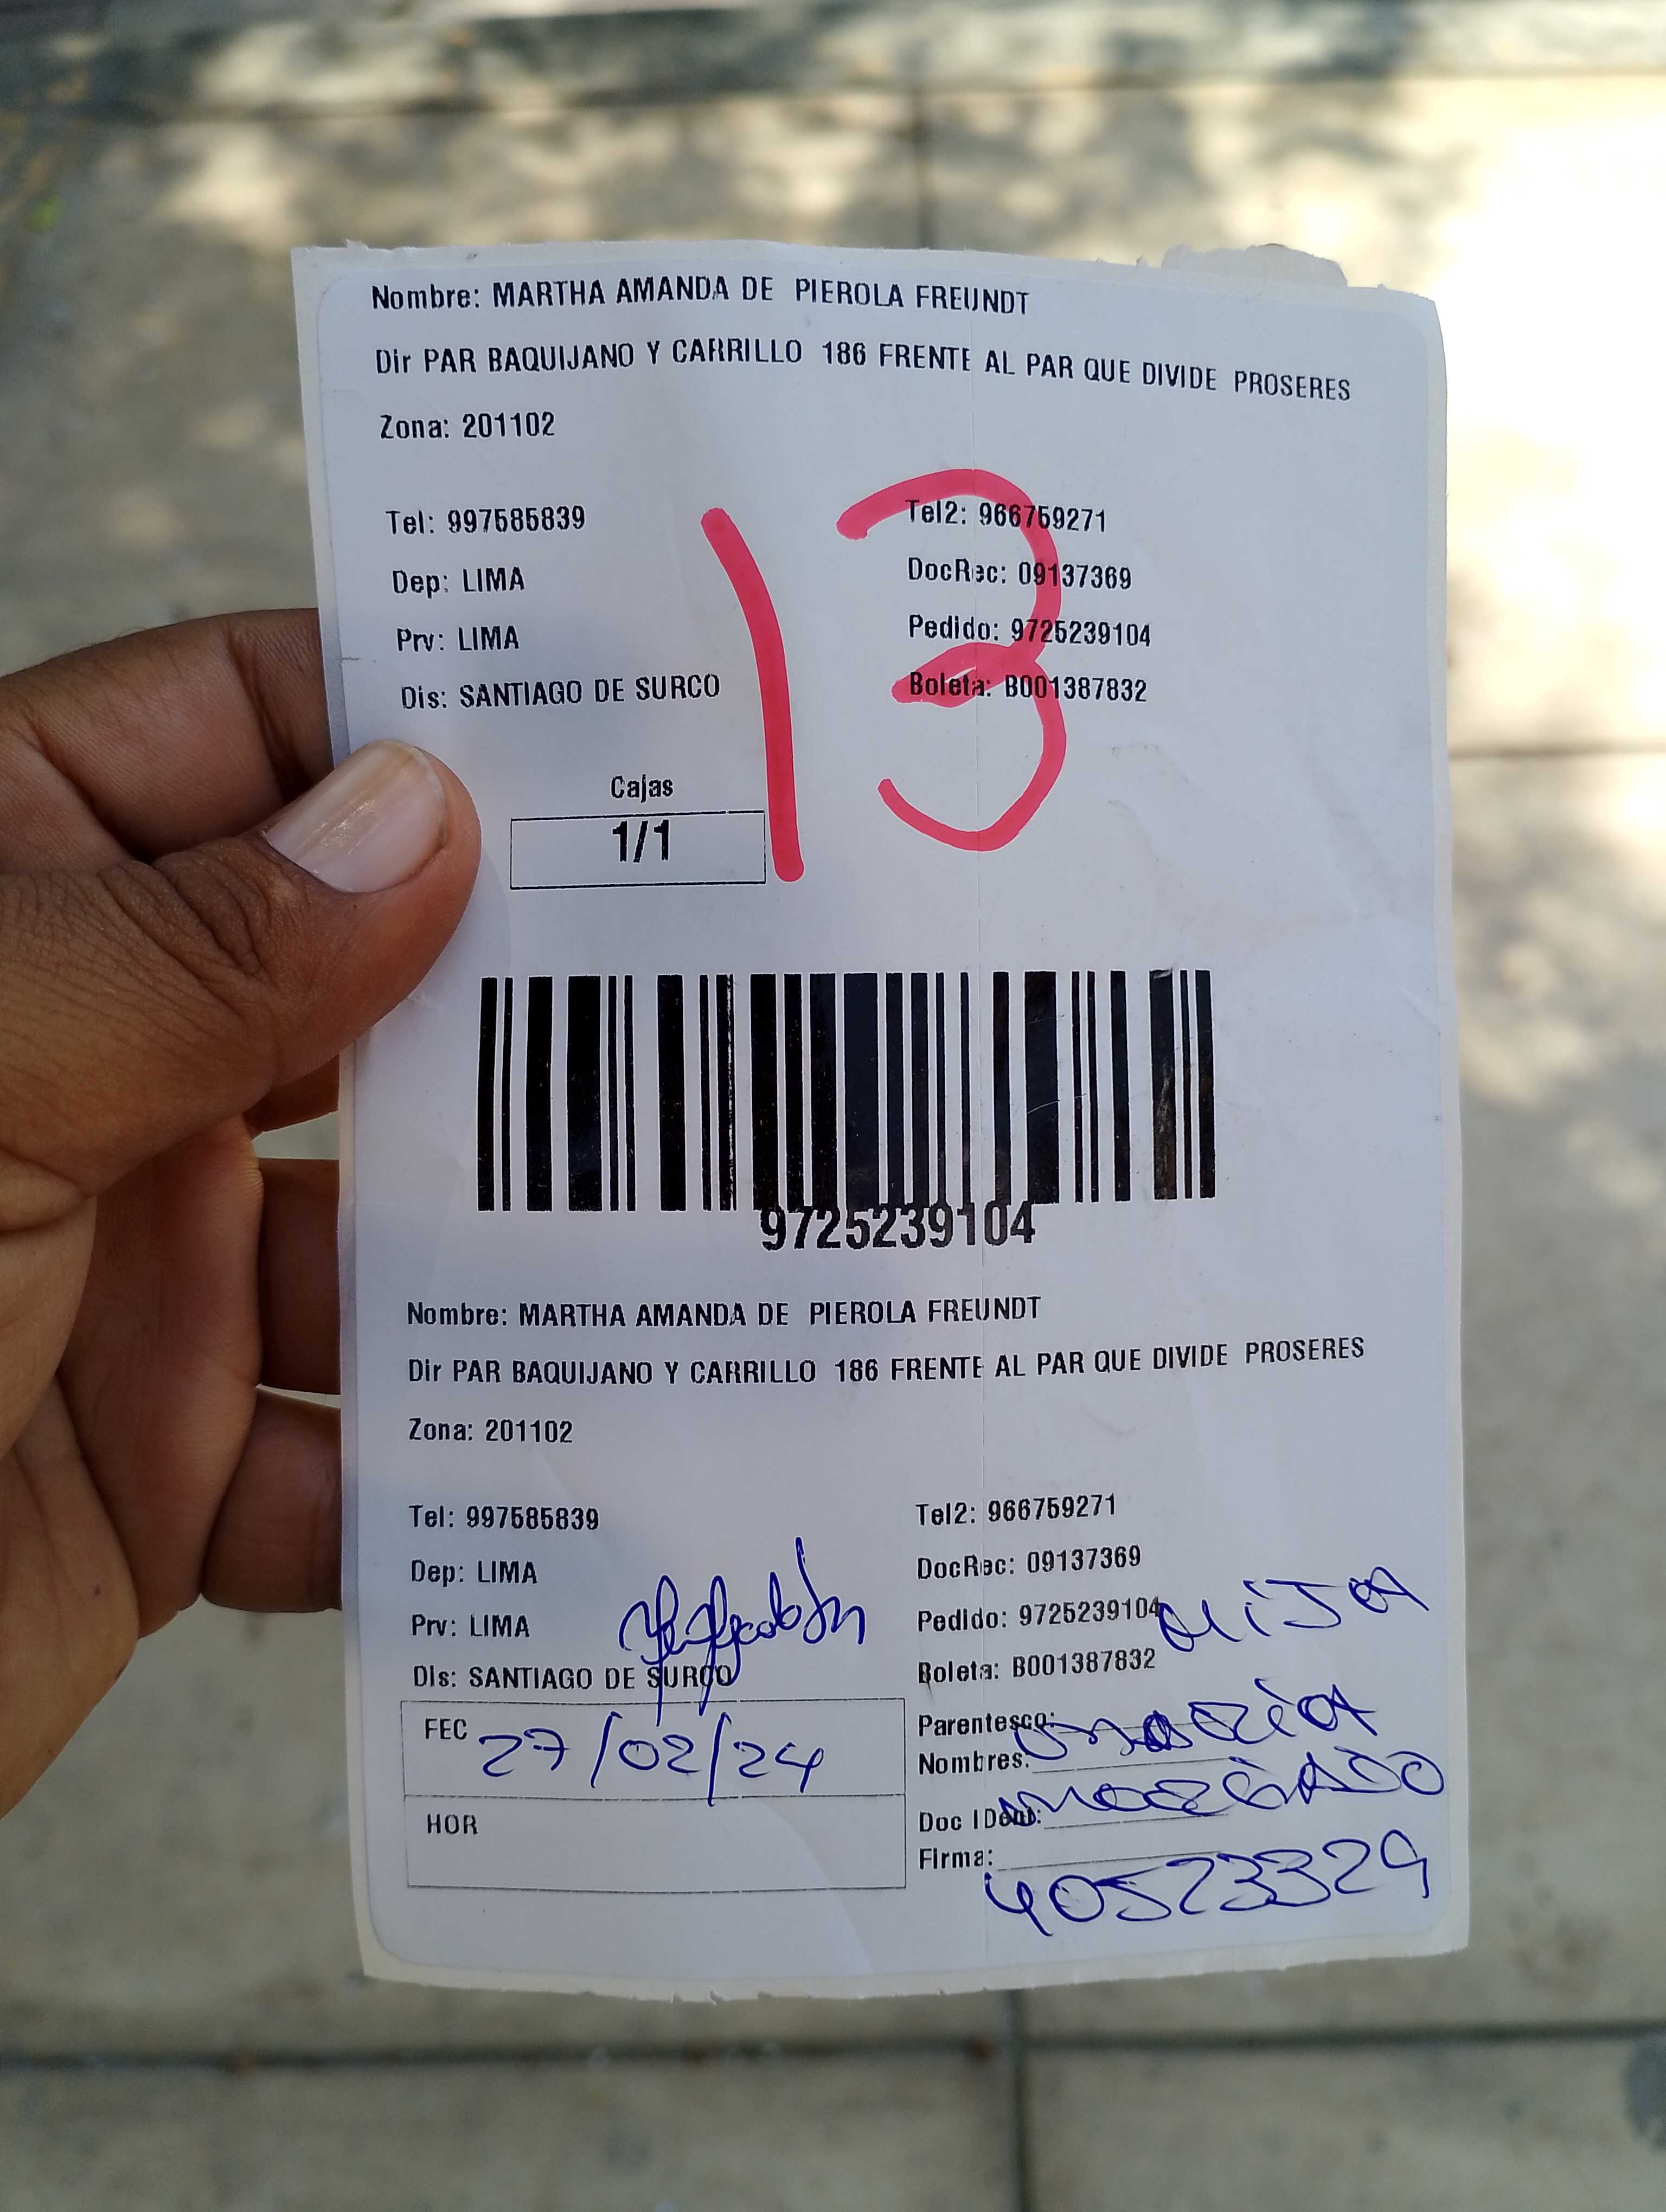 Nombre: MARTHA AMANDA DE PIEROLA FREUNDT
Dir PAR BAQUIJANO Y CARRILLO 186 FRENTE AL PAR QUE DIVIDE PROSERES
Zona: 201102
13
Tel: 997585839 Tel2: 966759271
Dep: LIMA DocRec: 09137369
Prv: LIMA Pedido: 9725239104
Dis: SANTIAGO DE SURCO Boleta: B001387832
Cajas
1/1
9725239104
Nombre: MARTHA AMANDA DE PIEROLA FREUNDT
Dir PAR BAQUIJANO Y CARRILLO 186 FRENTE AL PAR QUE DIVIDE PROSERES
Zona: 201102
Tel: 997585839 Tel2: 966759271
Dep: LIMA DocRec: 09137369
Prv: LIMA Pedido: 9725239104
Dis: SANTIAGO DE SURCO Boleta: B001387832
FEC 27/02/24
HOR
Parentesco:
Nombres: maria
Doc IDent:
Firma:
40523329